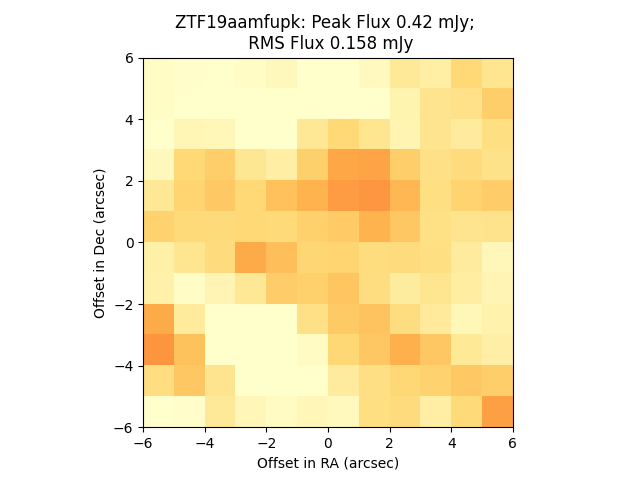 ZTF19aamfupk: Peak Flux 0.42 mJy;
RMS Flux 0.158 mJy
6
4
2
0
−2
−4
−6
Offset in Dec (arcsec)
−6 −4 −2 0 2 4 6
Offset in RA (arcsec)